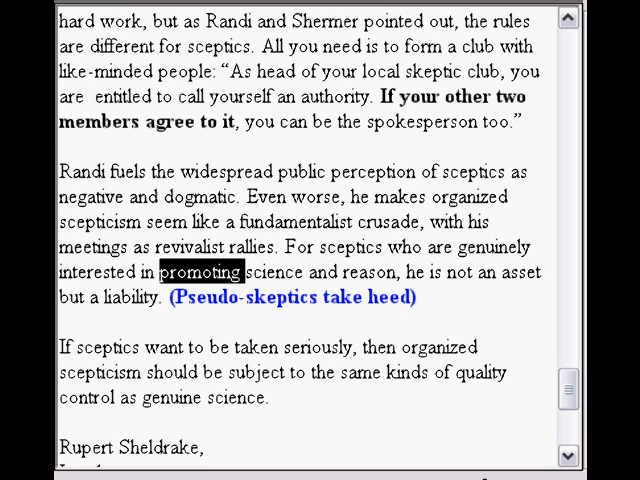 hard work, but as Randi and Shermer pointed out, the rules
are different for sceptics. All you need is to form a club with
like-minded people: “As head of your local skeptic club, you
are entitled to call yourself an authority. If your other two
members agree to it, you can be the spokesperson too.”
Randi fuels the widespread public perception of sceptics as
negative and dogmatic. Even worse, he makes organized
scepticism seem like a fundamentalist crusade, with his
meetings as revivalist rallies. For sceptics who are genuinely
interested in promoting science and reason, he is not an asset
but a liability. (Pseudo-skeptics take heed)
If sceptics want to be taken seriously, then organized
scepticism should be subject to the same kinds of quality
control as genuine science.
Rupert Sheldrake,